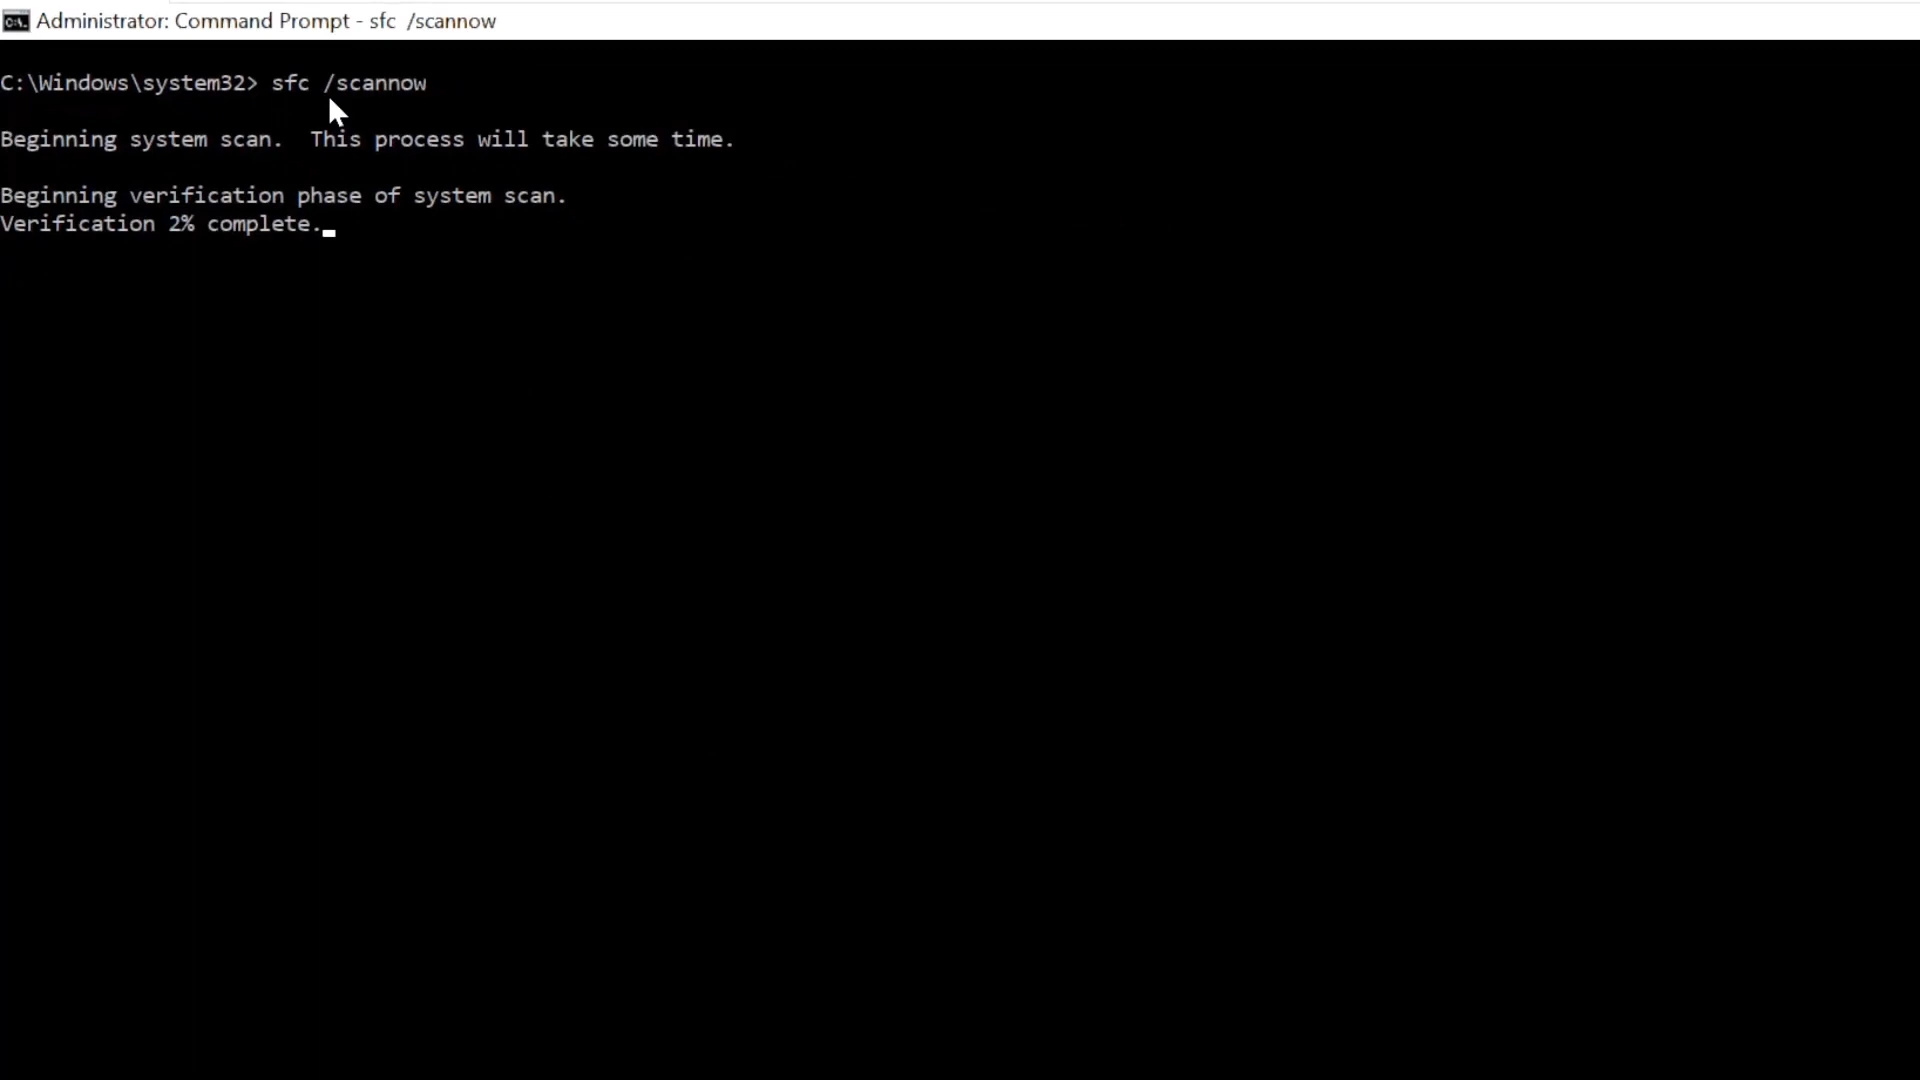 Administrator: Command Prompt - sfc  /scannow
C:\Windows\system32> sfc /scannow
Beginning system scan.  This process will take some time.
Beginning verification phase of system scan.
Verification 2% complete.